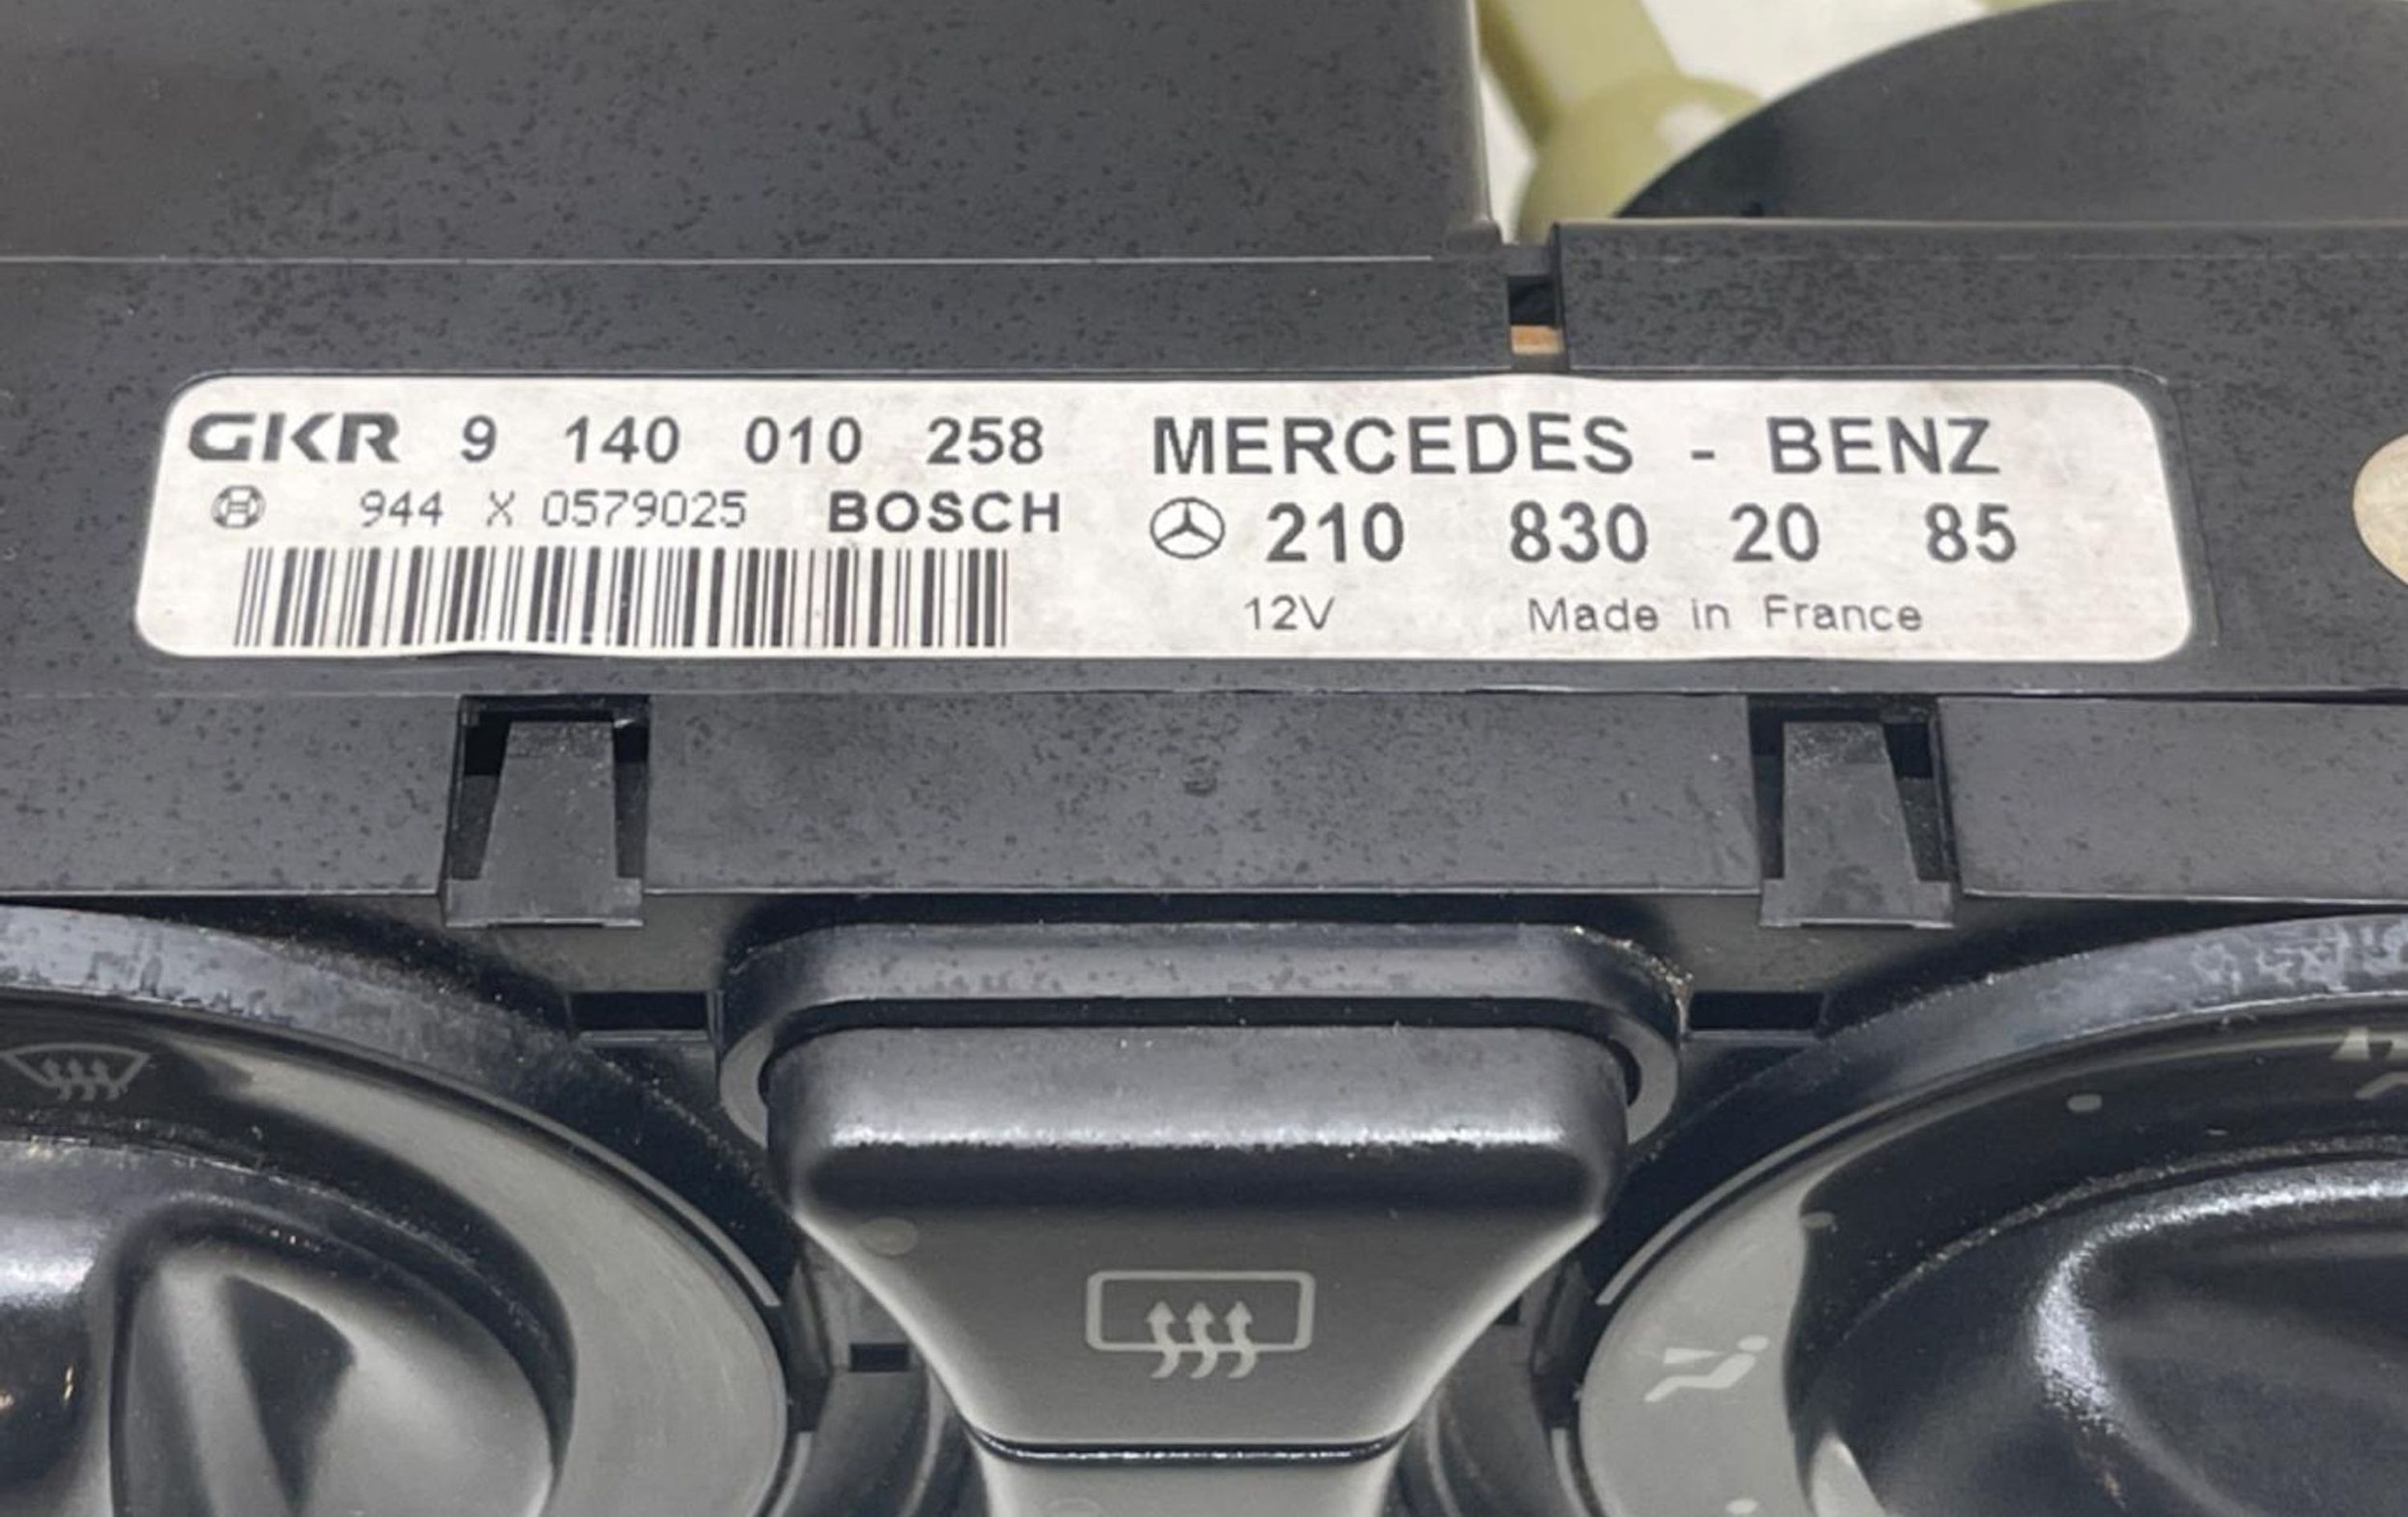 GKR 9 140 010 258
944 X 0579025 BOSCH
MERCEDES - BENZ
210 830 20 85
12V Made in France